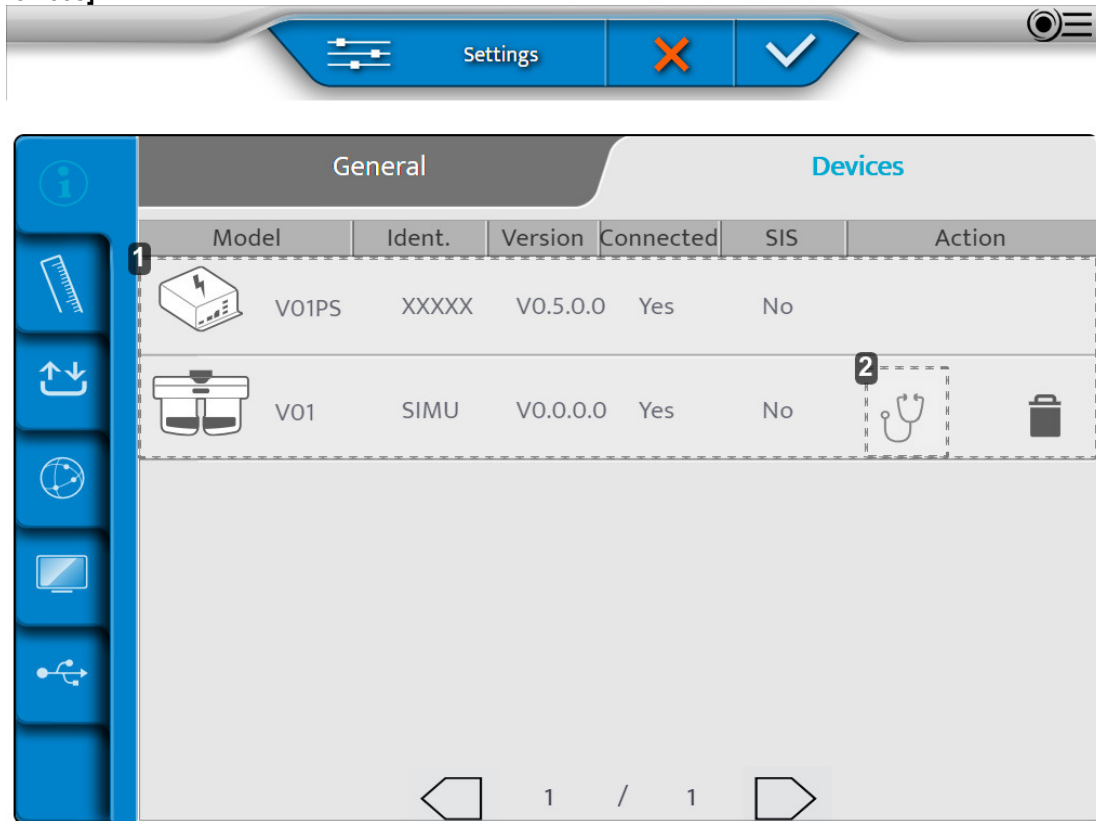 Settings
General Devices
Model Ident. Version Connected SIS Action
1
V01PS XXXXX V0.5.0.0 Yes No
2
V01 SIMU V0.0.0.0 Yes No
1 / 1